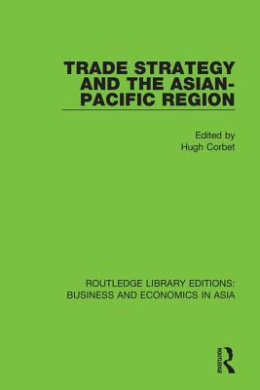 TRADE STRATEGY
AND THE ASIAN-
PACIFIC REGION
Edited by
Hugh Corbet
ROUTLEDGE LIBRARY EDITIONS:
BUSINESS AND ECONOMICS IN ASIA
ROUTLEDGE